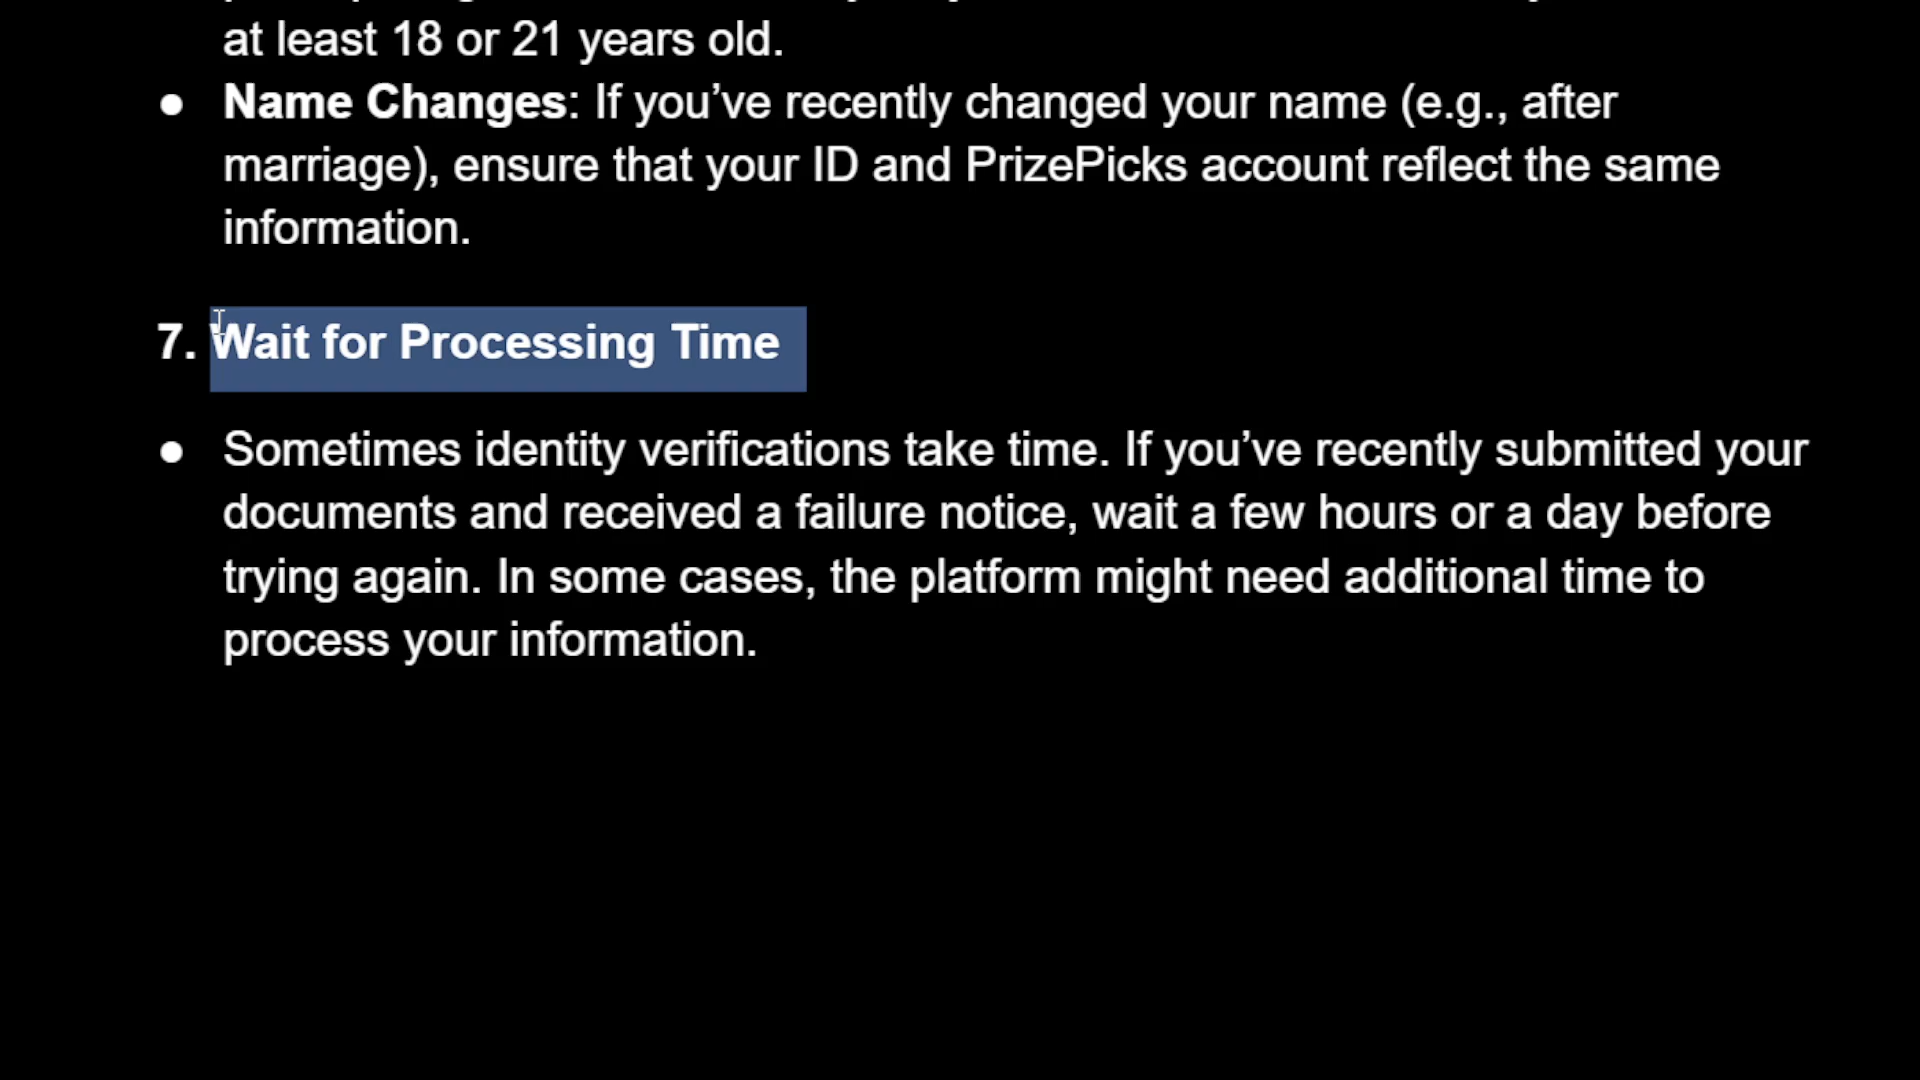 at least 18 or 21 years old.
● Name Changes: If you’ve recently changed your name (e.g., after
marriage), ensure that your ID and PrizePicks account reflect the same
information.
7. Wait for Processing Time
● Sometimes identity verifications take time. If you’ve recently submitted your
documents and received a failure notice, wait a few hours or a day before
trying again. In some cases, the platform might need additional time to
process your information.